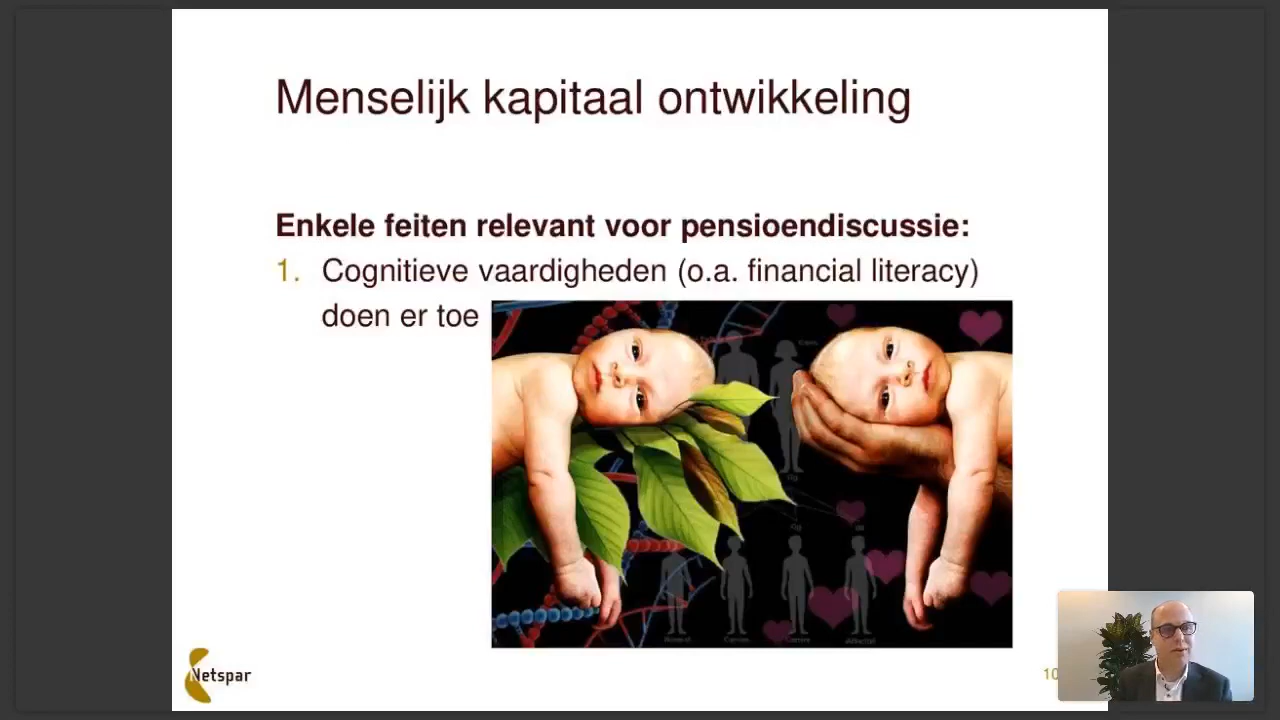 Menselijk kapitaal ontwikkeling
Enkele feiten relevant voor pensioendiscussie:
1. Cognitieve vaardigheden (o.a. financial literacy)
doen er toe
Netspar
10